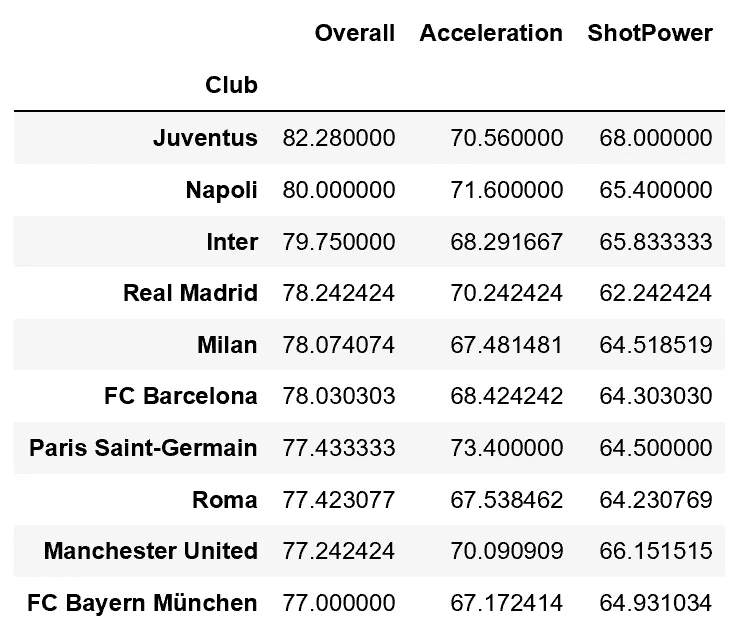 Overall Acceleration ShotPower
Club
Juventus 82.280000 70.560000 68.000000
Napoli 80.000000 71.600000 65.400000
Inter 79.750000 68.291667 65.833333
Real Madrid 78.242424 70.242424 62.242424
Milan 78.074074 67.481481 64.518519
FC Barcelona 78.030303 68.424242 64.303030
Paris Saint-Germain 77.433333 73.400000 64.500000
Roma 77.423077 67.538462 64.230769
Manchester United 77.242424 70.090909 66.151515
FC Bayern München 77.000000 67.172414 64.931034